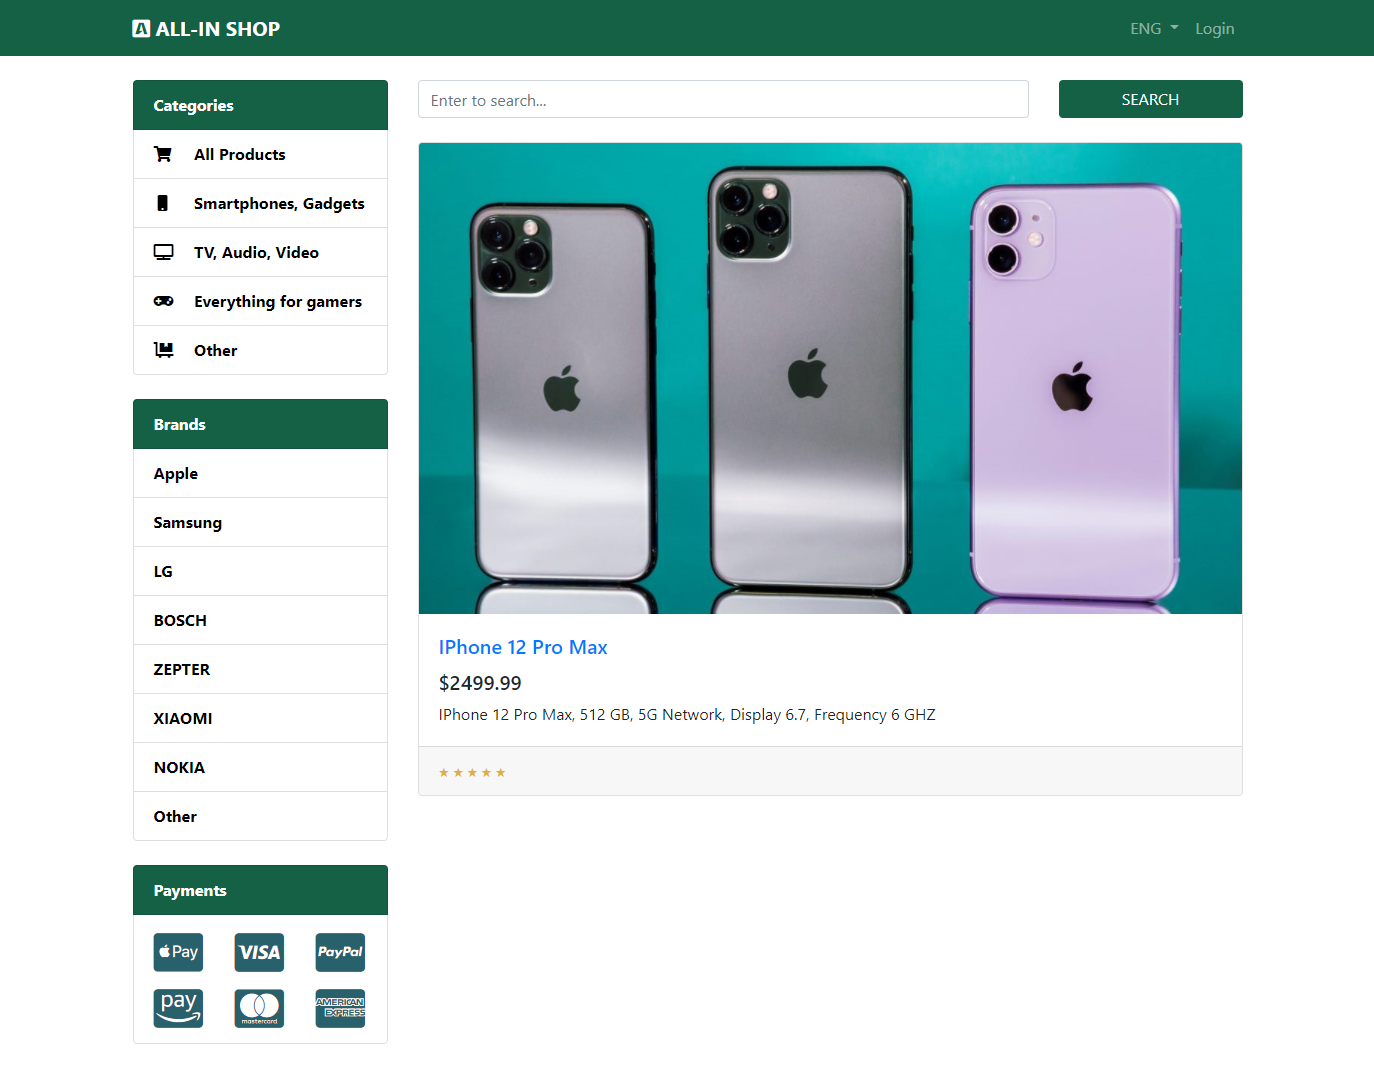 ALL-IN SHOP
ENG
Login
Categories
All Products
Smartphones, Gadgets
TV, Audio, Video
Everything for gamers
Other
Brands
Apple
Samsung
LG
BOSCH
ZEPTER
XIAOMI
NOKIA
Other
Payments
Pay
VISA
PayPal
pay
mastercard
AMERICAN
EXPRESS
Enter to search...
SEARCH
IPhone 12 Pro Max
$2499.99
IPhone 12 Pro Max, 512 GB, 5G Network, Display 6.7, Frequency 6 GHZ
★ ★ ★ ★ ★